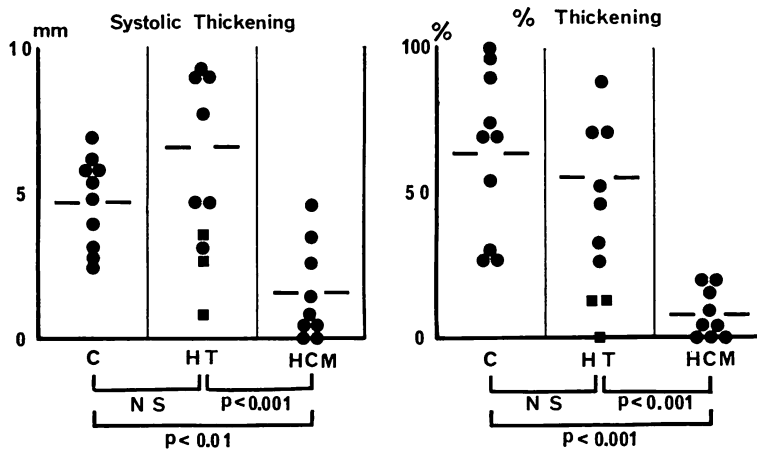 Systolic Thickening
mm
10
5
0
C HT HCM
NS p<0.001
p<0.01
% Thickening
%
100
50
0
C HT HCM
NS p<0.001
p<0.001